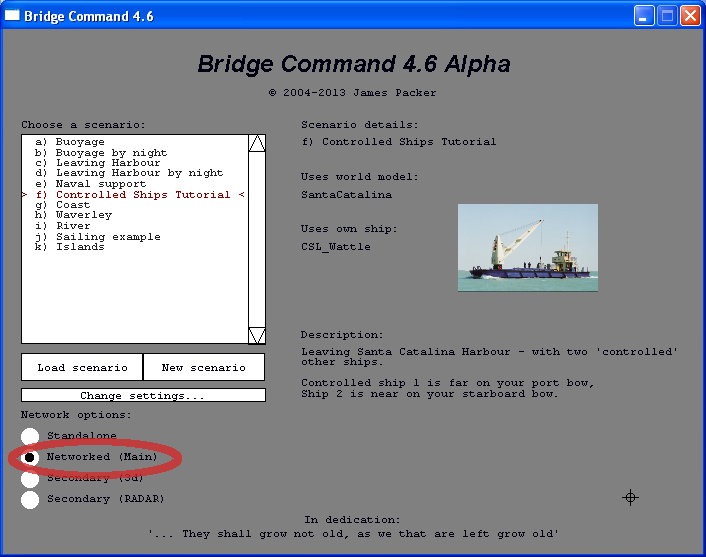 Bridge Command 4.6
Bridge Command 4.6 Alpha
© 2004-2013 James Packer
Choose a scenario:
a) Buoyage
b) Buoyage by night
c) Leaving Harbour
d) Leaving Harbour by night
e) Naval support
> f) Controlled Ships Tutorial <
g) Coast
h) Waverley
i) River
j) Sailing example
k) Islands
Load scenario
New scenario
Change settings...
Network options:
Standalone
Networked (Main)
Secondary (3d)
Secondary (RADAR)
Scenario details:
f) Controlled Ships Tutorial
Uses world model:
SantaCatalina
Uses own ship:
CSL_Wattle
Description:
Leaving Santa Catalina Harbour - with two 'controlled'
other ships.
Controlled ship 1 is far on your port bow,
Ship 2 is near on your starboard bow.
In dedication:
'... They shall grow not old, as we that are left grow old'